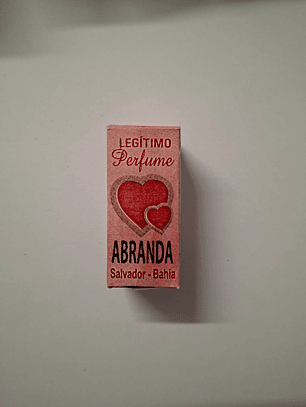 LEGÍTIMO
Perfume
ABRANDA
Salvador - Bahia